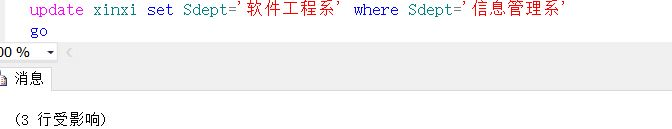 update xinxi set Sdept='软件工程系' where Sdept='信息管理系'
go
00 %
消息
(3 行受影响)